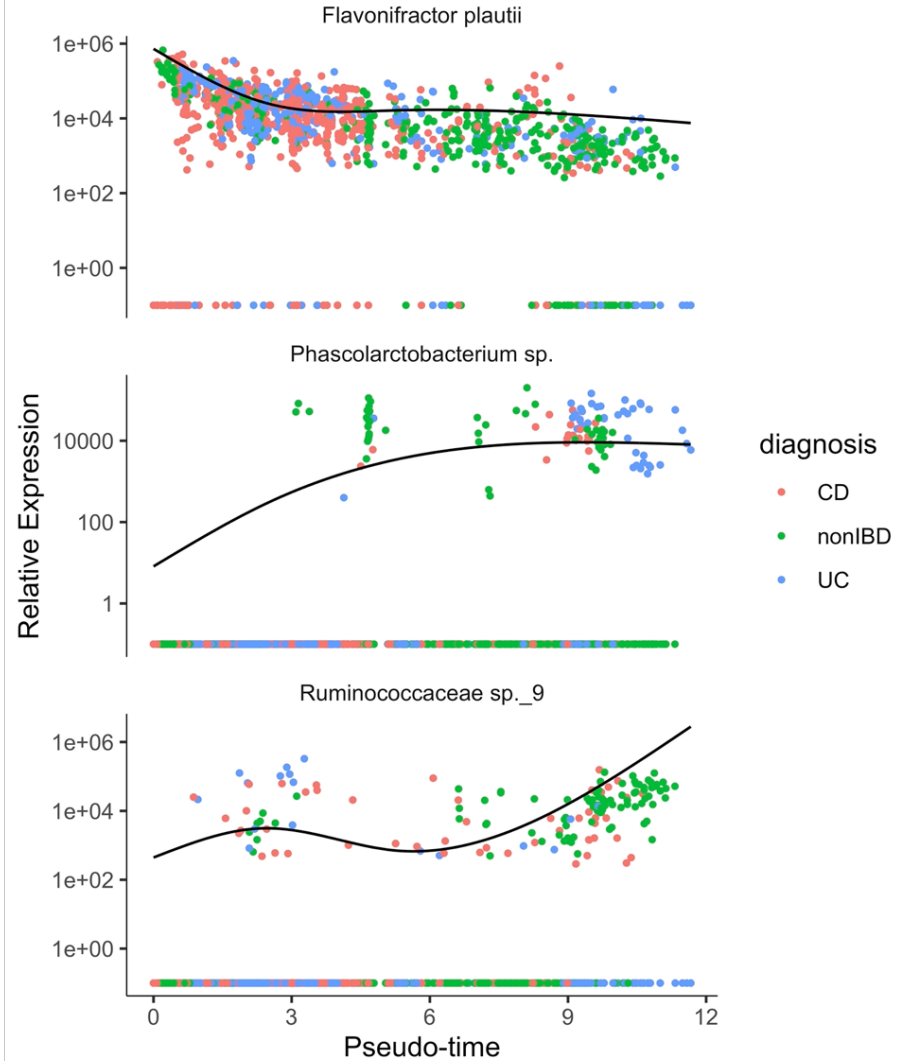 Flavonifractor plautii
1e+06
1e+04
1e+02
1e+00
Phascolarctobacterium sp.
10000
100
1
Ruminococcaceae sp._9
1e+06
1e+04
1e+02
1e+00
0 3 6 9 12
Pseudo-time
Relative Expression
diagnosis
CD
nonIBD
UC